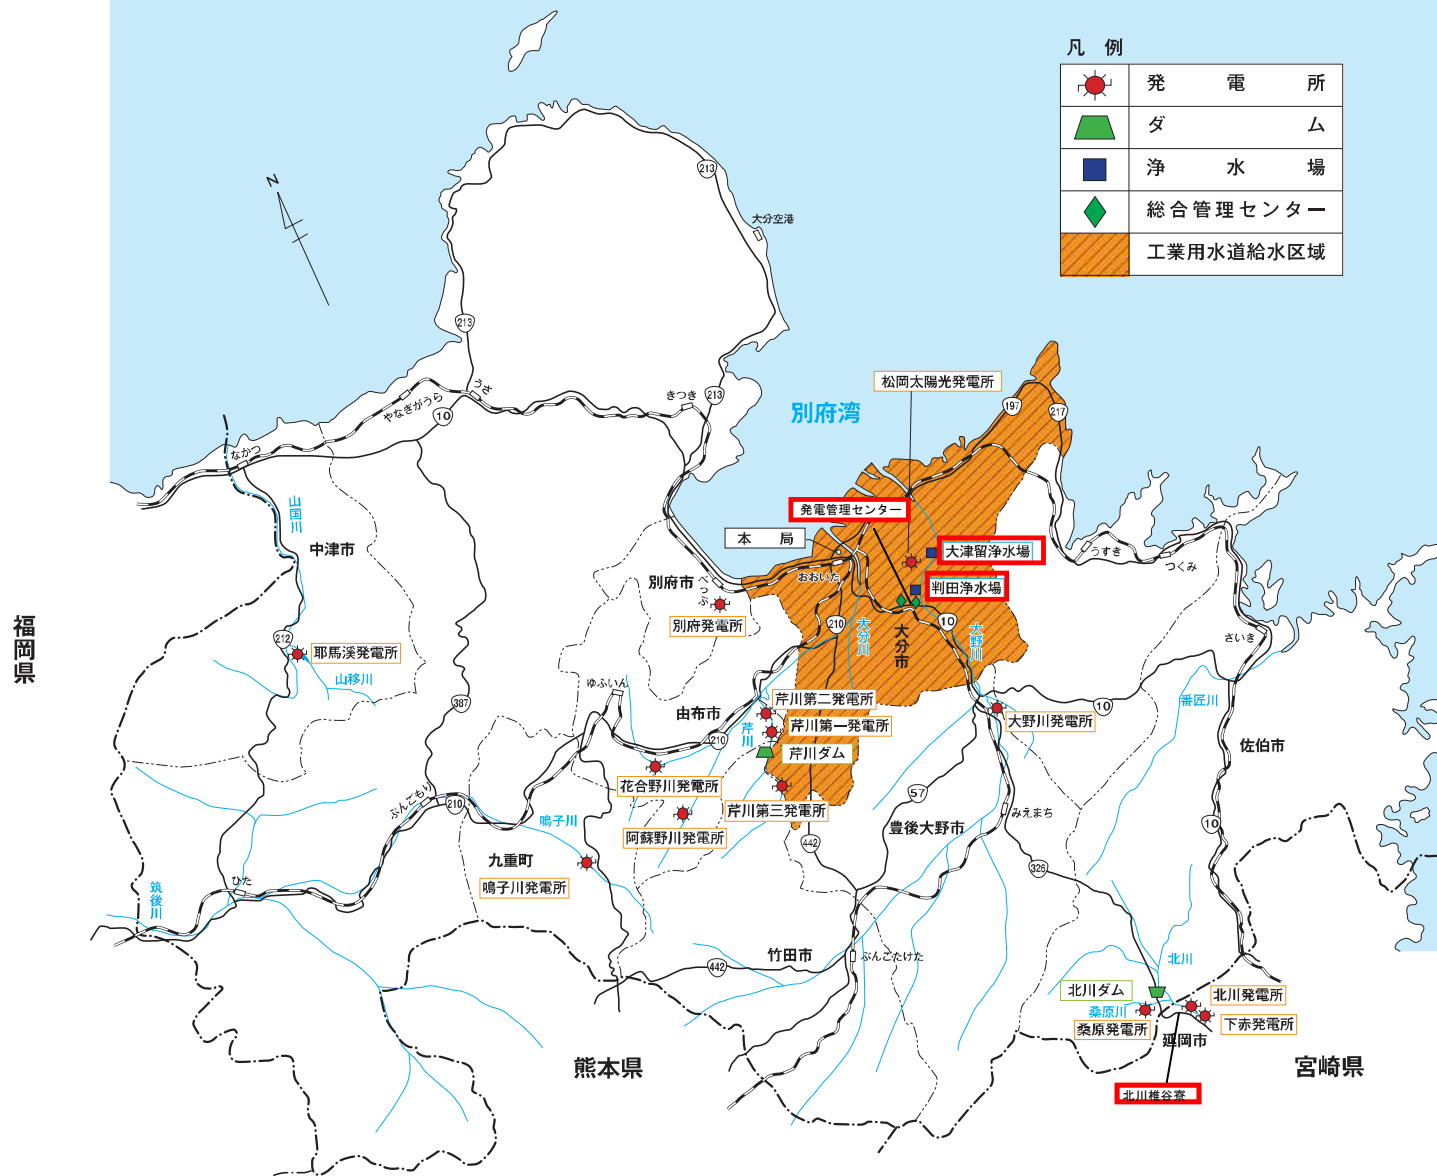 凡 例
発 電 所
ダ ム
浄 水 場
総合管理センター
工業用水道給水区域
N
213
大分空港
213
うさ
やなぎがうら
10
きつき
213
なかつ
山国川
中津市
松岡太陽光発電所
別府湾
197
217
発電管理センター
本 局
大津留浄水場
おおいた
判田浄水場
別府市
べっぷ
別府発電所
210
大分川
大分市
10
大野川
うすき
つくみ
さいき
福岡県
212
耶馬溪発電所
山移川
387
ゆふいん
由布市
210
芹川
芹川第二発電所
芹川第一発電所
芹川ダム
芹川第三発電所
大野川発電所
10
番匠川
佐伯市
花合野川発電所
阿蘇野川発電所
ぶんごもり
210
鳴子川
九重町
鳴子川発電所
57
豊後大野市
みえまち
442
326
10
ひた
筑後川
竹田市
442
ぶんごたけた
北川
北川ダム
桑原川
桑原発電所
北川発電所
下赤発電所
延岡市
熊本県
宮崎県
北川椎谷寮